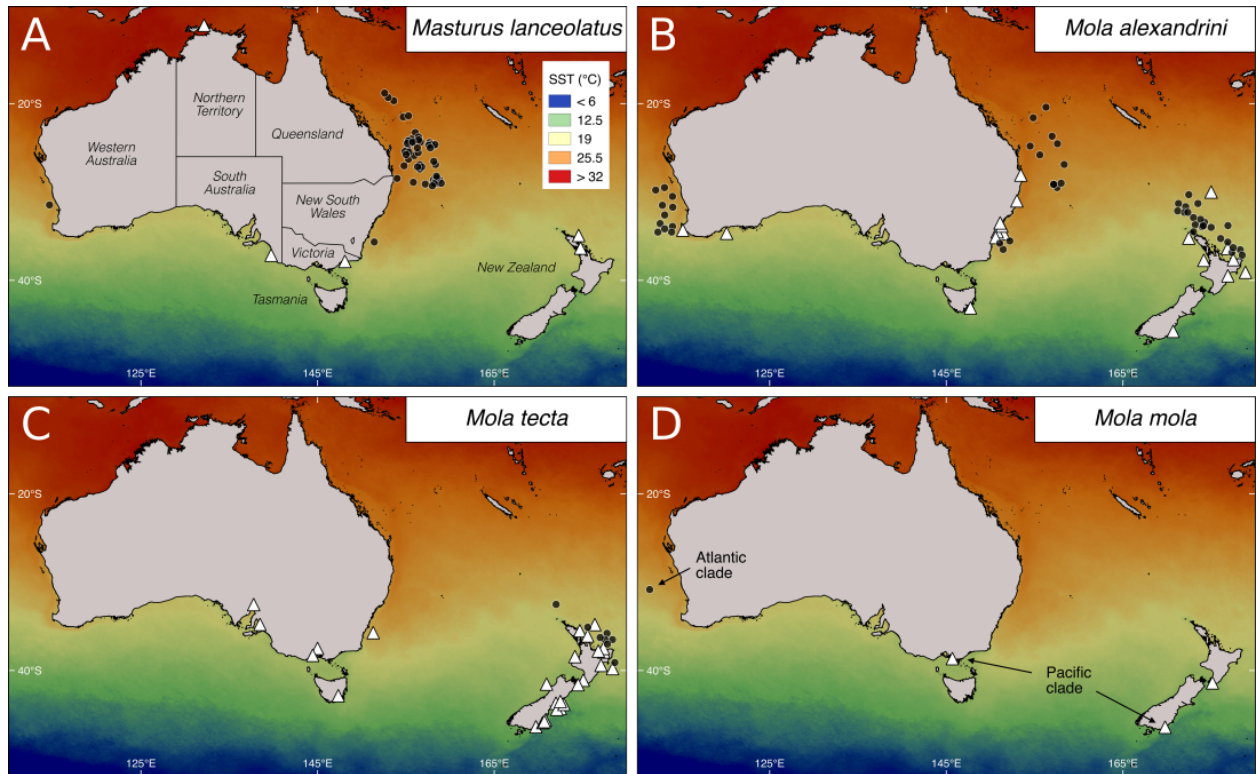 A
Masturus lanceolatus
SST (°C)
< 6
12.5
19
25.5
> 32
20°S
Northern
Territory
Queensland
Western
Australia
South
Australia
New South
Wales
Victoria
New Zealand
40°S
Tasmania
125°E
145°E
165°E
B
Mola alexandrini
20°S
40°S
125°E
145°E
165°E
C
Mola tecta
20°S
40°S
125°E
145°E
165°E
D
Mola mola
20°S
Atlantic
clade
40°S
Pacific
clade
125°E
145°E
165°E